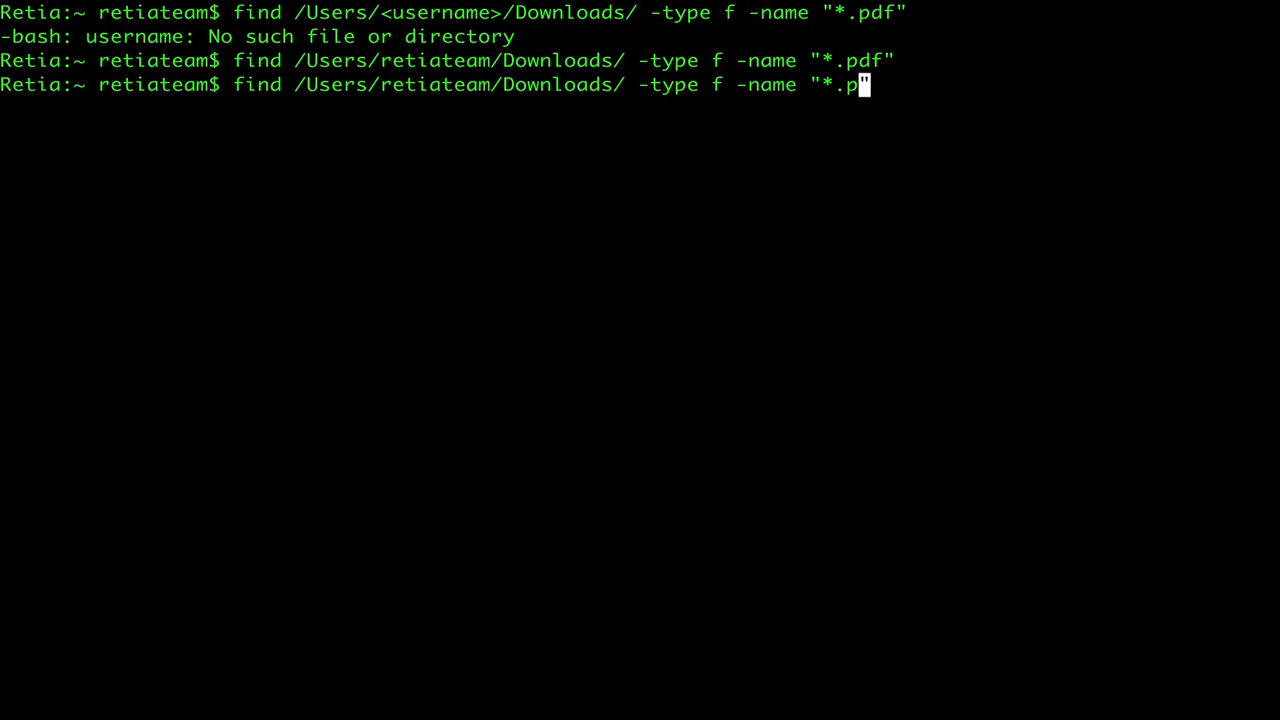 Retia:~ retiateam$ find /Users/<username>/Downloads/ -type f -name "*.pdf"
-bash: username: No such file or directory
Retia:~ retiateam$ find /Users/retiateam/Downloads/ -type f -name "*.pdf"
Retia:~ retiateam$ find /Users/retiateam/Downloads/ -type f -name "*.p"